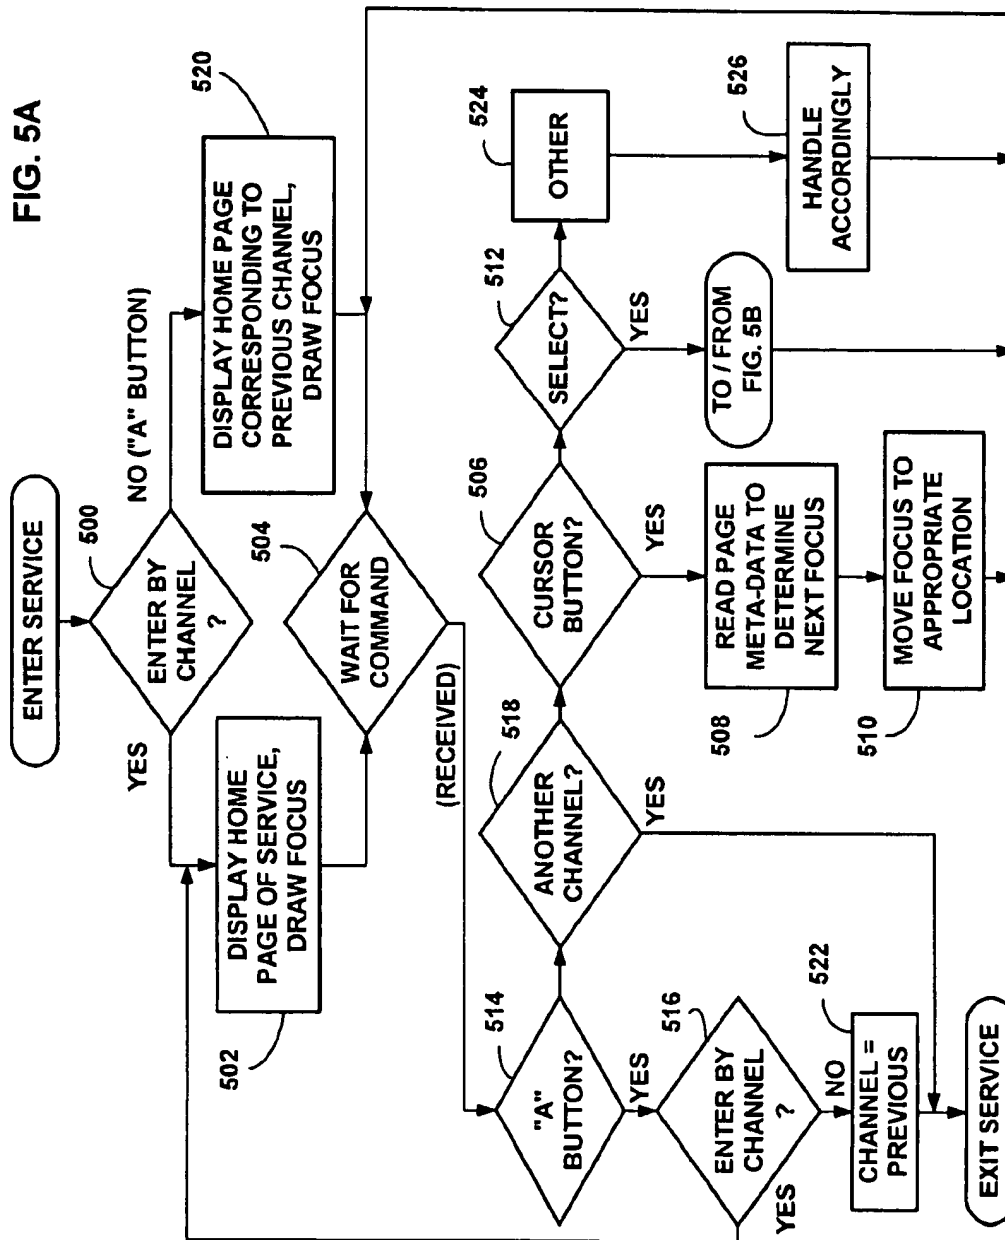 FIG. 5A
ENTER SERVICE
500
ENTER BY
CHANNEL
?
YES
NO ("A" BUTTON)
DISPLAY HOME
PAGE OF SERVICE,
DRAW FOCUS
502
520
DISPLAY HOME PAGE
CORRESPONDING TO
PREVIOUS CHANNEL,
DRAW FOCUS
504
WAIT FOR
COMMAND
(RECEIVED)
514
"A"
BUTTON?
YES
518
ANOTHER
CHANNEL?
YES
506
CURSOR
BUTTON?
YES
512
SELECT?
YES
524
OTHER
516
ENTER BY
CHANNEL
?
YES
NO
522
CHANNEL =
PREVIOUS
EXIT SERVICE
READ PAGE
META-DATA TO
DETERMINE
NEXT FOCUS
508
MOVE FOCUS TO
APPROPRIATE
LOCATION
510
TO / FROM
FIG. 5B
526
HANDLE
ACCORDINGLY